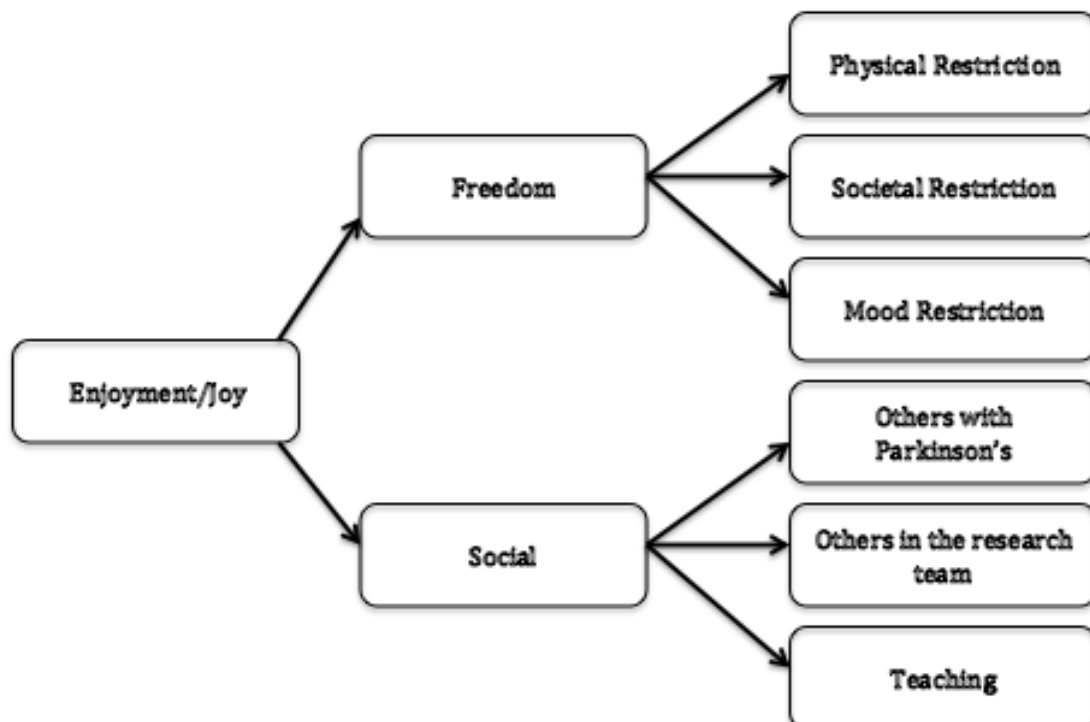 Physical Restriction
Freedom
Societal Restriction
Mood Restriction
Enjoyment/Joy
Others with
Parkinson's
Social
Others in the research
team
Teaching